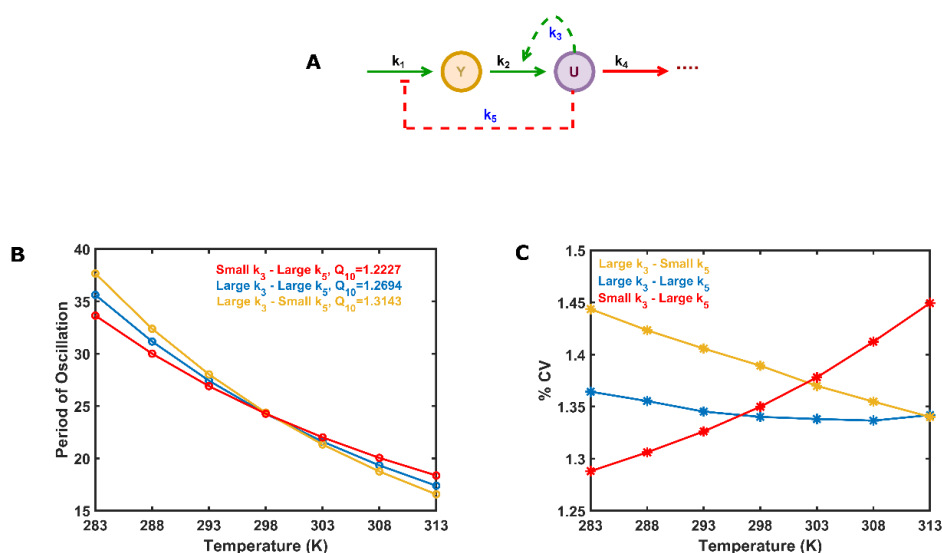 A
k₁
Y
k₂
k₃
U
k₄
....
k₅
B
Period of Oscillation
40
35
30
25
20
15
Small k₃ - Large k₅, Q₁₀=1.2227
Large k₃ - Large k₅, Q₁₀=1.2694
Large k₃ - Small k₅, Q₁₀=1.3143
283 288 293 298 303 308 313
Temperature (K)
C
% CV
1.5
1.45
1.4
1.35
1.3
1.25
Large k₃ - Small k₅
Large k₃ - Large k₅
Small k₃ - Large k₅
283 288 293 298 303 308 313
Temperature (K)